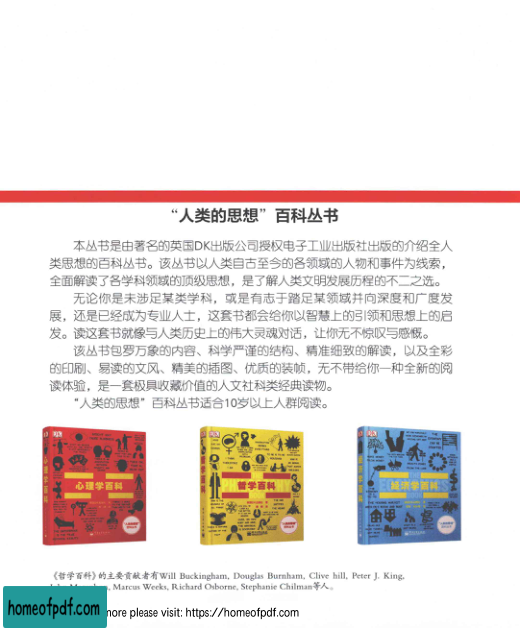 “人类的思想”百科丛书
本丛书是由著名的英国DK出版公司授权电子工业出版社出版的介绍全人
类思想的百科丛书。该丛书以人类自古至今的各领域的人物和事件为线索，
全面解读了各学科领域的顶级思想，是了解人类文明发展历程的不二之选。
无论你是未涉足某类学科，或是有志于踏足某领域并向深度和广度发
展，还是已经成为专业人士，这套书都会给你以智慧上的引领和思想上的启
发。读这套书就像与人类历史上的伟大灵魂对话，让你无不惊叹与感慨。
该丛书包罗万象的内容、科学严谨的结构、精准细致的解读，以及全彩
的印刷、易读的文风、精美的插图、优质的装帧，无不带给你一种全新的阅
读体验，是一套极具收藏价值的人文社科类经典读物。
“人类的思想”百科丛书适合10岁以上人群阅读。
心理学百科
哲学百科
经济学百科
《哲学百科》的主要贡献者有Will Buckingham, Douglas Burnham, Clive hill, Peter J. King,
Marcus Weeks, Richard Osborne, Stephanie Chilman等人。
homeofpdf.com
more please visit: https://homeofpdf.com